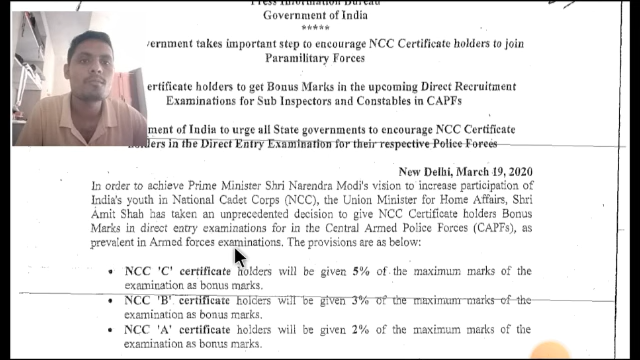 Press Information Bureau
Government of India
*****
vernment takes important step to encourage NCC Certificate holders to join
Paramilitary Forces
ertificate holders to get Bonus Marks in the upcoming Direct Recruitment
Examinations for Sub Inspectors and Constables in CAPFs
ment of India to urge all State governments to encourage NCC Certificate
ders in the Direct Entry Examination for their respective Police Forces
New Delhi, March 19, 2020
In order to achieve Prime Minister Shri Narendra Modi's vision to increase participation of
India's youth in National Cadet Corps (NCC), the Union Minister for Home Affairs, Shri
Amit Shah has taken an unprecedented decision to give NCC Certificate holders Bonus
Marks in direct entry examinations for in the Central Armed Police Forces (CAPFs), as
prevalent in Armed forces examinations. The provisions are as below:
• NCC 'C' certificate holders will be given 5% of the maximum marks of the
examination as bonus marks.
• NCC 'B' certificate holders will be given 3% of the maximum marks of the
examination as bonus marks.
• NCC 'A' certificate holders will be given 2% of the maximum marks of the
examination as bonus marks.